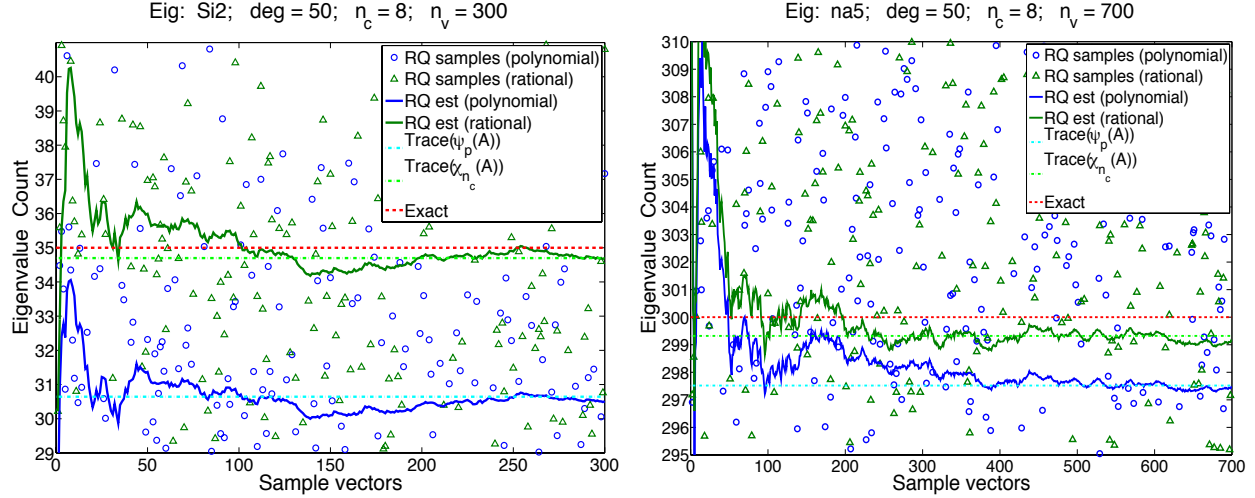 Eig: Si2; deg = 50; n_c = 8; n_v = 300
Eigenvalue Count
40
39
38
37
36
35
34
33
32
31
30
29
RQ samples (polynomial)
RQ samples (rational)
RQ est (polynomial)
RQ est (rational)
Trace(ψ_p(A))
Trace(χ_{n_c}(A))
Exact
0 50 100 150 200 250 300
Sample vectors
Eig: na5; deg = 50; n_c = 8; n_v = 700
Eigenvalue Count
310
309
308
307
306
305
304
303
302
301
300
299
298
297
296
295
RQ samples (polynomial)
RQ samples (rational)
RQ est (polynomial)
RQ est (rational)
Trace(ψ_p(A))
Trace(χ_{n_c}(A))
Exact
0 100 200 300 400 500 600 700
Sample vectors